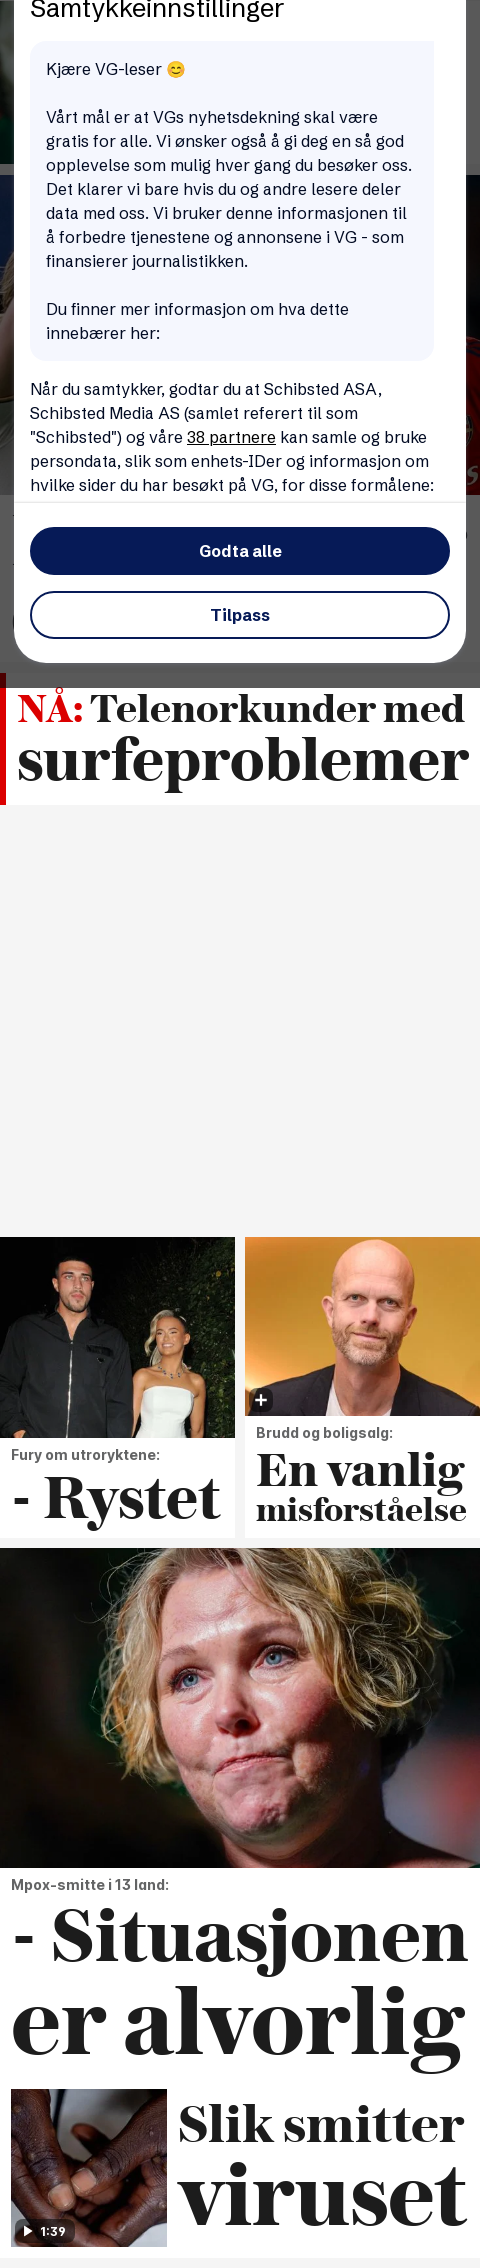 Samtykkeinnstillinger
Kjære VG-leser 😊
Vårt mål er at VGs nyhetsdekning skal være
gratis for alle. Vi ønsker også å gi deg en så god
opplevelse som mulig hver gang du besøker oss.
Det klarer vi bare hvis du og andre lesere deler
data med oss. Vi bruker denne informasjonen til
å forbedre tjenestene og annonsene i VG - som
finansierer journalistikken.
Du finner mer informasjon om hva dette
innebærer her:
Når du samtykker, godtar du at Schibsted ASA,
Schibsted Media AS (samlet referert til som
"Schibsted") og våre 38 partnere kan samle og bruke
persondata, slik som enhets-IDer og informasjon om
hvilke sider du har besøkt på VG, for disse formålene:
Godta alle
Tilpass
NÅ: Telenorkunder med
surfeproblemer
Fury om utroryktene:
- Rystet
Brudd og boligsalg:
En vanlig
misforståelse
Mpox-smitte i 13 land:
- Situasjonen
er alvorlig
1:39
Slik smitter
viruset